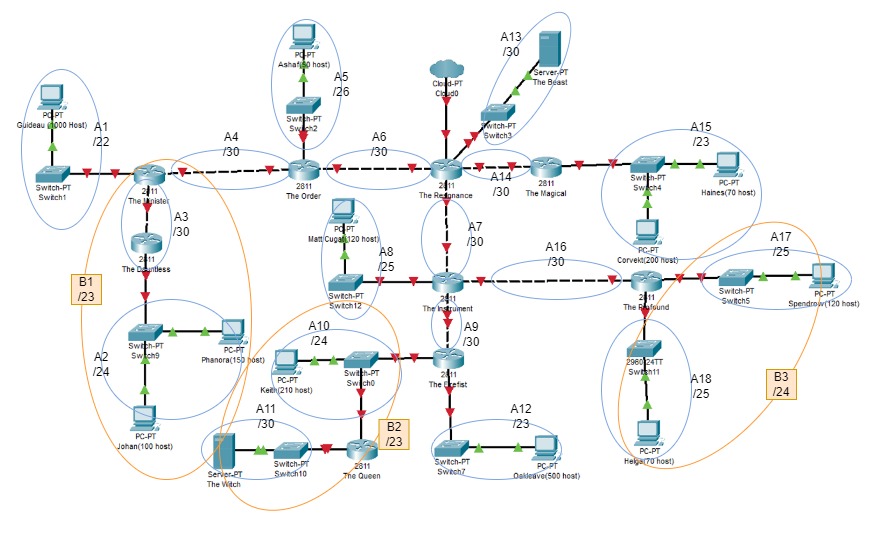 PC-PT
Guideau (1000 Host)
A1
/22
Switch-PT
Switch1
2811
The Minister
A4
/30
PC-PT
Ashaf(50 host)
A5
/26
Switch-PT
Switch2
2811
The Order
A6
/30
Cloud-PT
Cloud0
A13
/30
Server-PT
The Beast
Switch-PT
Switch3
2811
The Resonance
A14
/30
2811
The Magical
A15
/23
Switch-PT
Switch4
PC-PT
Haines(70 host)
PC-PT
Corvekt(200 host)
A3
/30
2811
The Dauntless
B1
/23
Switch-PT
Switch9
A2
/24
PC-PT
Phanora(150 host)
PC-PT
Johan(100 host)
PC-PT
Matt Cugat(120 host)
A8
/25
Switch-PT
Switch12
A7
/30
2811
The Instrument
A16
/30
2811
The Profound
A17
/25
Switch-PT
Switch5
PC-PT
Spendrow(120 host)
A9
/30
A10
/24
PC-PT
Keith(210 host)
Switch-PT
Switch0
2811
The
2960-24TT
Switch11
A18
/25
B3
/24
PC-PT
Helgar(70 host)
A11
/30
Server-PT
The Witch
Switch-PT
Switch10
B2
/23
2811
The Queen
A12
/23
Switch-PT
Switch7
PC-PT
Oakleave(500 host)